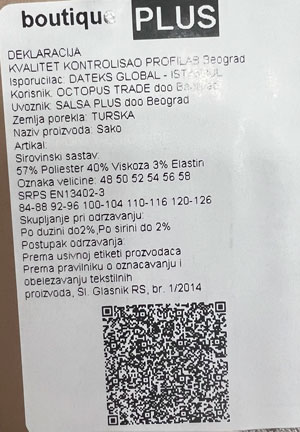 boutique PLUS
DEKLARACIJA
KVALITET KONTROLISAO PROFILAB Beograd
Isporucilac: DATEKS GLOBAL - ISTANBUL
Korisnik: OCTOPUS TRADE doo Beograd
Uvoznik: SALSA PLUS doo Beograd
Zemlja porekla: TURSKA
Naziv proizvoda: Sako
Artikal:
Sirovinski sastav:
57% Poliester 40% Viskoza 3% Elastin
Oznaka velicine: 48 50 52 54 56 58
SRPS EN13402-3
84-88 92-96 100-104 110-116 120-126
Skupljanje pri odrzavanju:
Po duzini do2%,Po sirini do 2%
Postupak odrzavanja:
Prema usivnoj etiketi proizvodaca
Prema pravilniku o oznacavanju i
obelezavanju tekstilnih
proizvoda, Sl. Glasnik RS, br. 1/2014